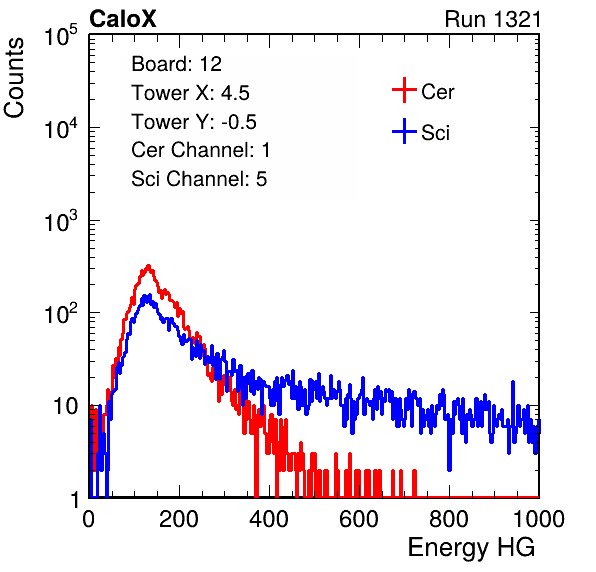 CaloX Run 1321
Counts
Board: 12
Tower X: 4.5
Tower Y: -0.5
Cer Channel: 1
Sci Channel: 5
Cer
Sci
10^5
10^4
10^3
10^2
10
1
0 200 400 600 800 1000
Energy HG